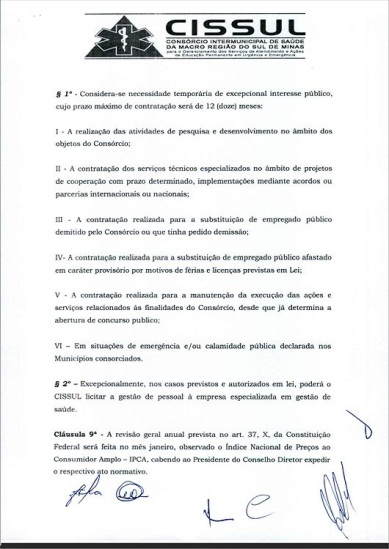 CISSUL
CONSÓRCIO INTERMUNICIPAL DE SAÚDE
DA MACRO REGIÃO DO SUL DE MINAS
para o Gerenciamento dos Serviços de Atendimento e Ações
de Educação Permanente em Urgência e Emergência.
§ 1º - Considera-se necessidade temporária de excepcional interesse público,
cujo prazo máximo de contratação será de 12 (doze) meses:
I - A realização das atividades de pesquisa e desenvolvimento no âmbito dos
objetos do Consórcio;
II - A contratação dos serviços técnicos especializados no âmbito de projetos
de cooperação com prazo determinado, implementações mediante acordos ou
parcerias internacionais ou nacionais;
III - A contratação realizada para a substituição de empregado público
demitido pelo Consórcio ou que tinha pedido demissão;
IV- A contratação realizada para a substituição de empregado público afastado
em caráter provisório por motivos de férias e licenças previstas em Lei;
V - A contratação realizada para a manutenção da execução das ações e
serviços relacionados às finalidades do Consórcio, desde que já determina a
abertura de concurso publico;
VI – Em situações de emergência e/ou calamidade pública declarada nos
Municípios consorciados.
§ 2º – Excepcionalmente, nos casos previstos e autorizados em lei, poderá o
CISSUL licitar a gestão de pessoal à empresa especializada em gestão de
saúde.
Cláusula 9ª - A revisão geral anual prevista no art. 37, X, da Constituição
Federal será feita no mês janeiro, observado o Índice Nacional de Preços ao
Consumidor Amplo – IPCA, cabendo ao Presidente do Conselho Diretor expedir
o respectivo ato normativo.